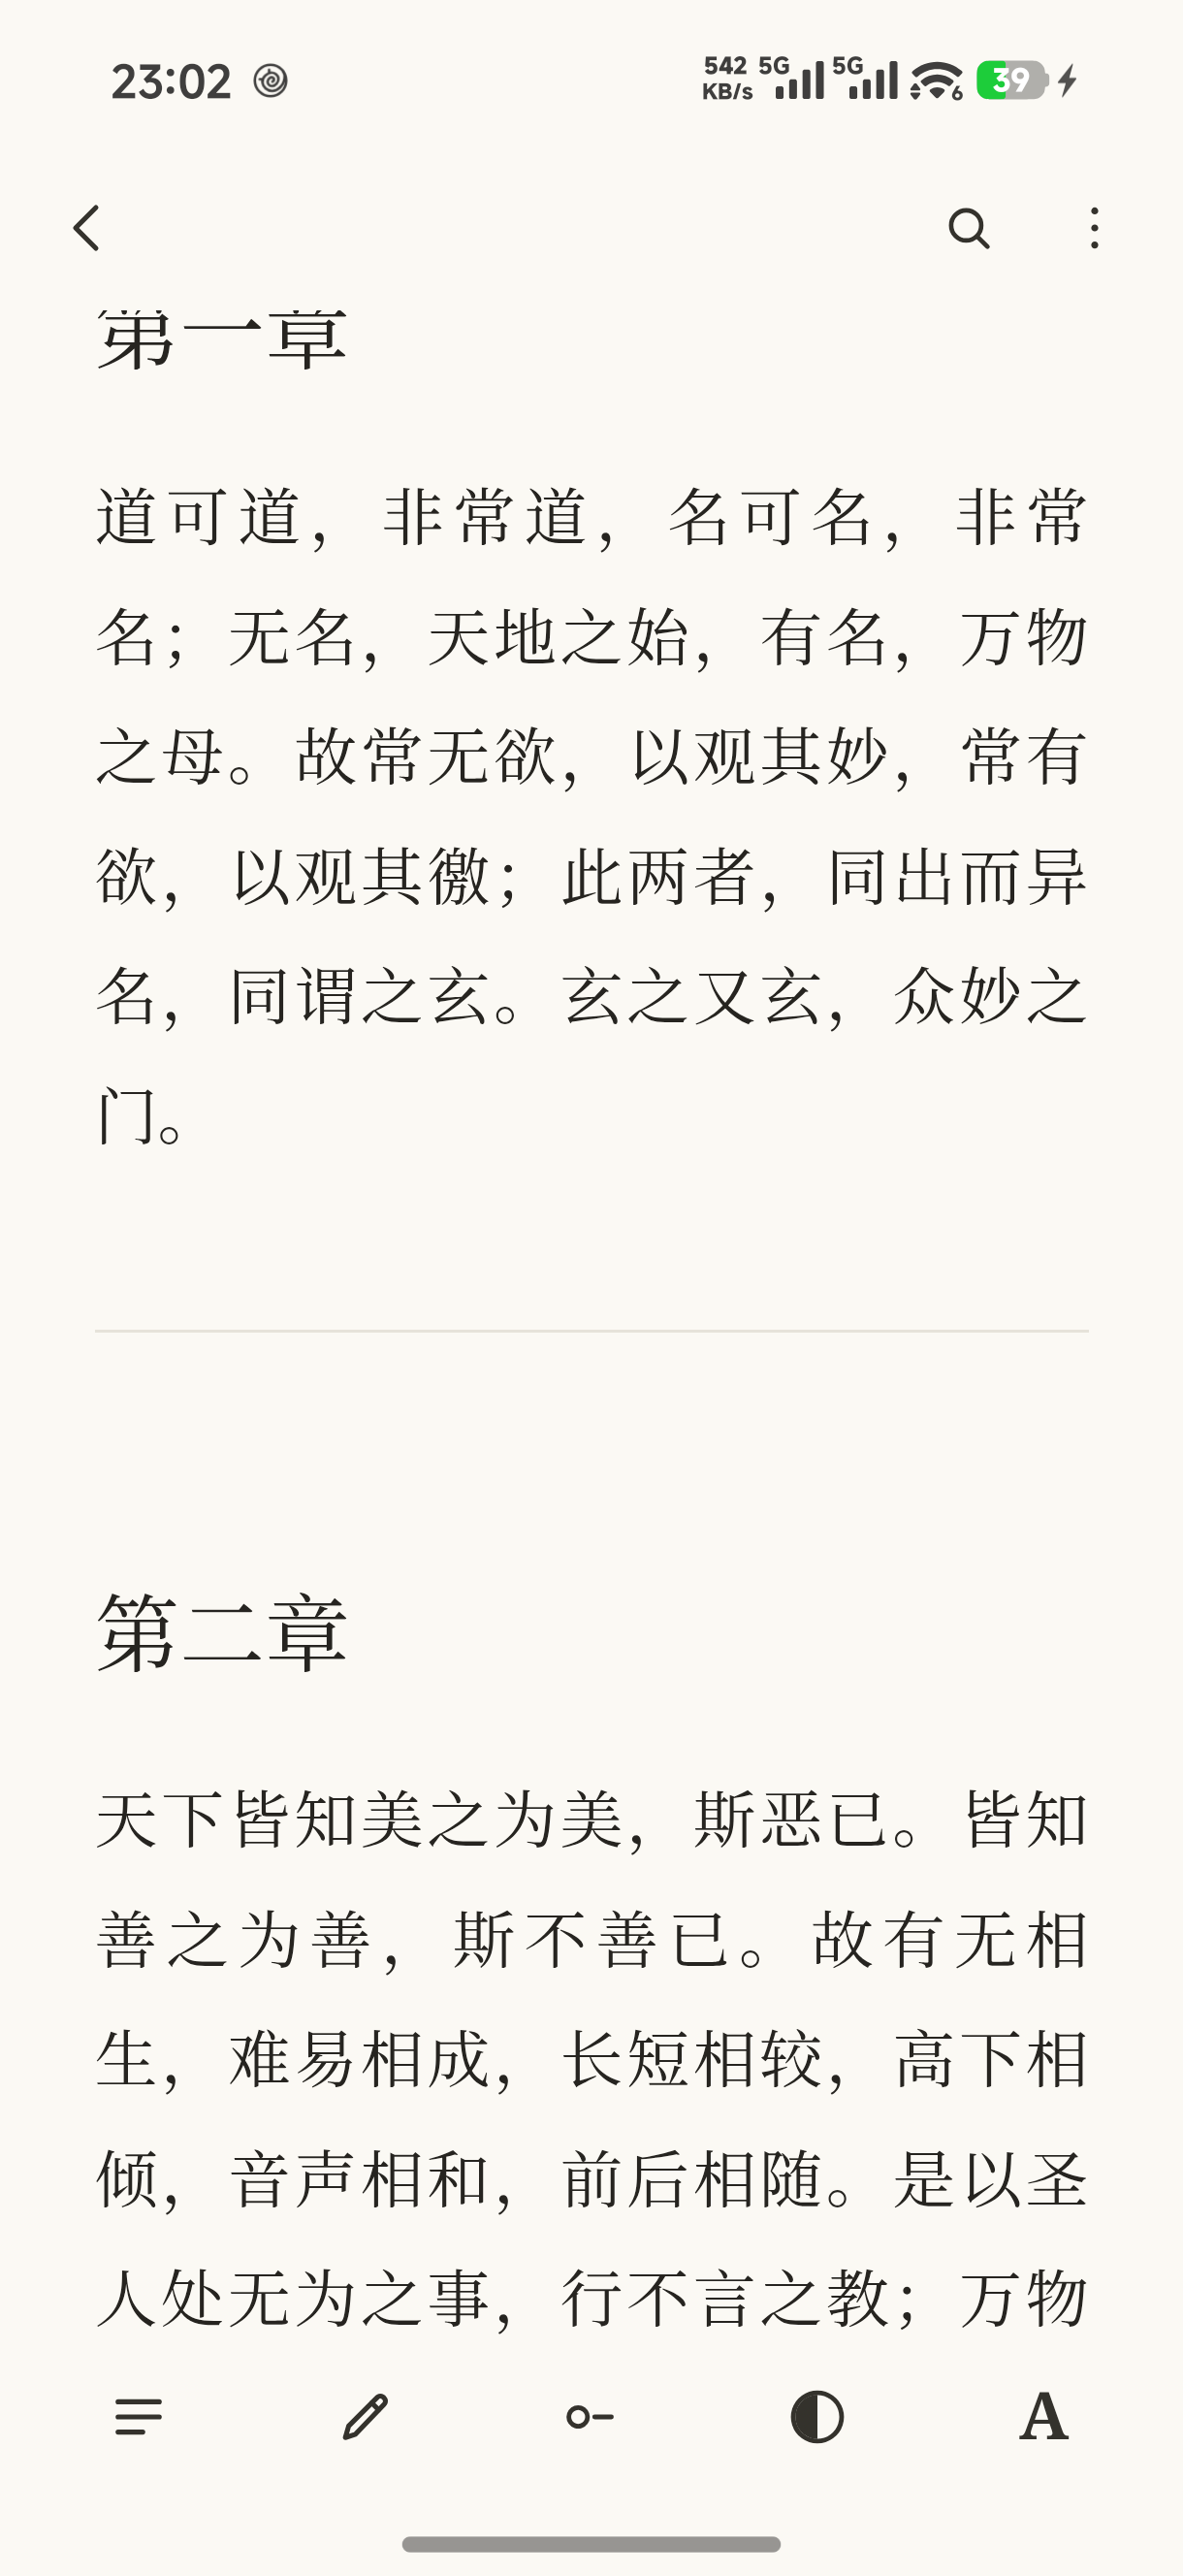 23:02
542 KB/s 5G 5G 6 39
第一章
道可道，非常道，名可名，非常
名；无名，天地之始，有名，万物
之母。故常无欲，以观其妙，常有
欲，以观其徼；此两者，同出而异
名，同谓之玄。玄之又玄，众妙之
门。
第二章
天下皆知美之为美，斯恶已。皆知
善之为善，斯不善已。故有无相
生，难易相成，长短相较，高下相
倾，音声相和，前后相随。是以圣
人处无为之事，行不言之教；万物
A